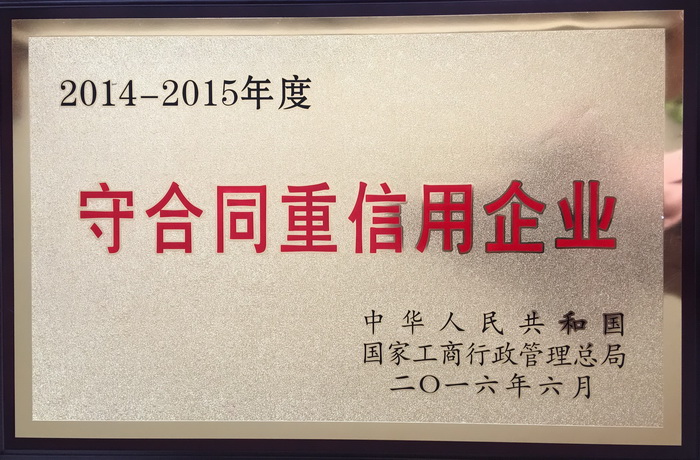 2014-2015年度
守合同重信用企业
中华人民共和国
国家工商行政管理总局
二〇一六年六月